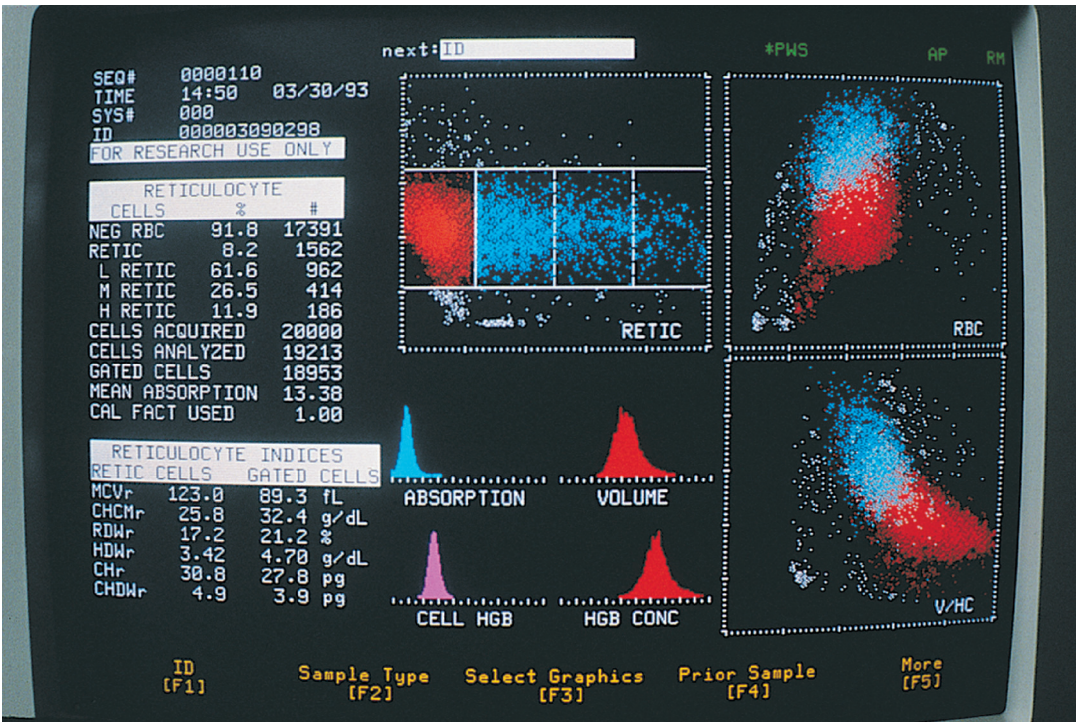 next:ID
*PWS AP RM
SEQ# 0000110
TIME 14:50 03/30/93
SYS# 000
ID 000003090298
FOR RESEARCH USE ONLY
RETICULOCYTE
CELLS % #
NEG RBC 91.8 17391
RETIC 8.2 1562
L RETIC 61.6 962
M RETIC 26.5 414
H RETIC 11.9 186
CELLS ACQUIRED 20000
CELLS ANALYZED 19213
GATED CELLS 18953
MEAN ABSORPTION 13.38
CAL FACT USED 1.00
RETICULOCYTE INDICES
RETIC CELLS GATED CELLS
MCVr 123.0 89.3 fL
CHCMr 25.8 32.4 g/dL
RDWr 17.2 21.2 %
HDWr 3.42 4.70 g/dL
CHr 30.8 27.8 pg
CHDWr 4.9 3.9 pg
RETIC
RBC
ABSORPTION VOLUME
CELL HGB HGB CONC
V/HC
ID Sample Type Select Graphics Prior Sample More
[F1] [F2] [F3] [F4] [F5]